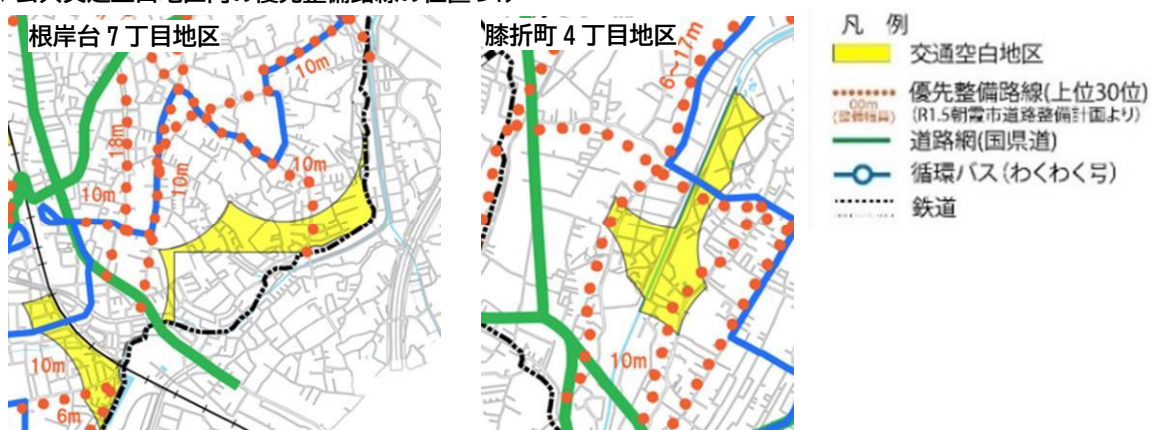 根岸台7丁目地区
10m
18m
10m
10m
10m
10m
6m
膝折町4丁目地区
6~17m
10m
凡 例
交通空白地区
優先整備路線(上位30位)
00m
(整備幅員)
(R1.5朝霞市道路整備計画より)
道路網(国県道)
循環バス(わくわく号)
鉄道